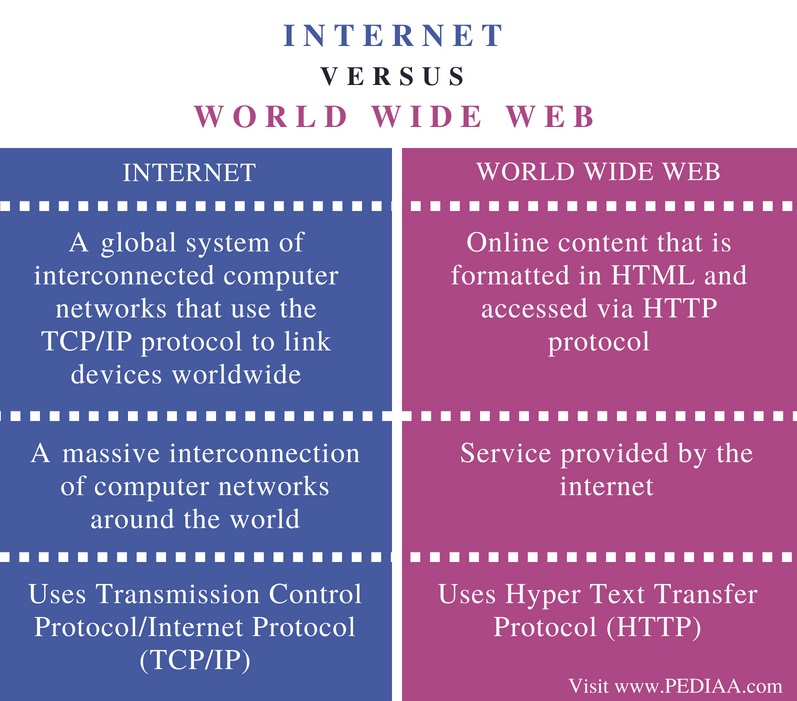 INTERNET
VERSUS
WORLD WIDE WEB
INTERNET
A global system of
interconnected computer
networks that use the
TCP/IP protocol to link
devices worldwide
A massive interconnection
of computer networks
around the world
Uses Transmission Control
Protocol/Internet Protocol
(TCP/IP)
WORLD WIDE WEB
Online content that is
formatted in HTML and
accessed via HTTP
protocol
Service provided by the
internet
Uses Hyper Text Transfer
Protocol (HTTP)
Visit www.PEDIAA.com